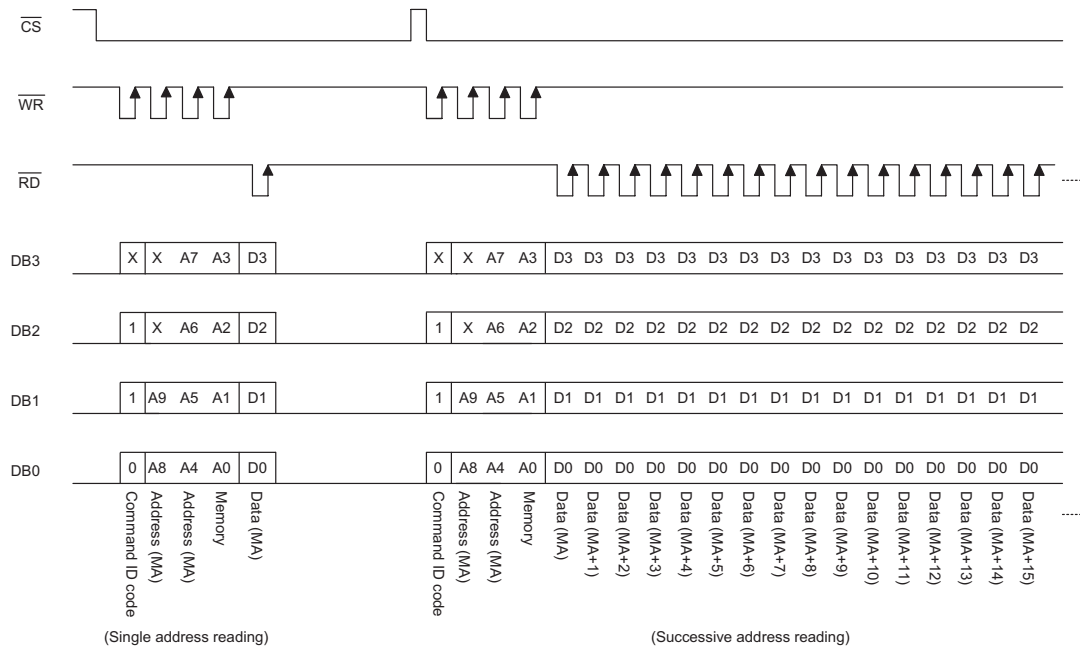 CS
WR
RD
DB3 X X A7 A3 D3 X X A7 A3 D3 D3 D3 D3 D3 D3 D3 D3 D3 D3 D3 D3 D3 D3 D3 D3
DB2 1 X A6 A2 D2 1 X A6 A2 D2 D2 D2 D2 D2 D2 D2 D2 D2 D2 D2 D2 D2 D2 D2 D2
DB1 1 A9 A5 A1 D1 1 A9 A5 A1 D1 D1 D1 D1 D1 D1 D1 D1 D1 D1 D1 D1 D1 D1 D1 D1
DB0 0 A8 A4 A0 D0 0 A8 A4 A0 D0 D0 D0 D0 D0 D0 D0 D0 D0 D0 D0 D0 D0 D0 D0 D0
Command ID code
Address (MA)
Address (MA)
Memory
Data (MA)
Command ID code
Address (MA)
Address (MA)
Memory
Data (MA)
Data (MA+1)
Data (MA+2)
Data (MA+3)
Data (MA+4)
Data (MA+5)
Data (MA+6)
Data (MA+7)
Data (MA+8)
Data (MA+9)
Data (MA+10)
Data (MA+11)
Data (MA+12)
Data (MA+13)
Data (MA+14)
Data (MA+15)
(Single address reading)
(Successive address reading)